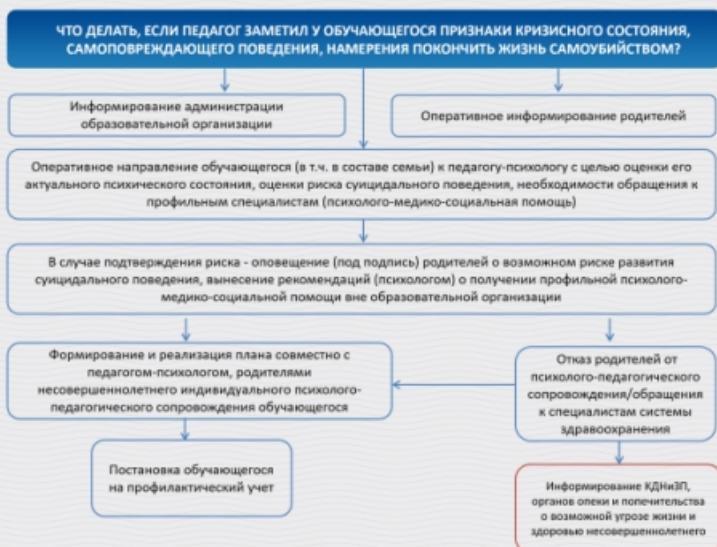 ЧТО ДЕЛАТЬ, ЕСЛИ ПЕДАГОГ ЗАМЕТИЛ У ОБУЧАЮЩЕГОСЯ ПРИЗНАКИ КРИЗИСНОГО СОСТОЯНИЯ,
САМОПОВРЕЖДАЮЩЕГО ПОВЕДЕНИЯ, НАМЕРЕНИЯ ПОКОНЧИТЬ ЖИЗНЬ САМОУБИЙСТВОМ?
Информирование администрации
образовательной организации
Оперативное информирование родителей
Оперативное направление обучающегося (в т.ч. в составе семьи) к педагогу-психологу с целью оценки его
актуального психического состояния, оценки риска суицидального поведения, необходимости обращения к
профильным специалистам (психолого-медико-социальная помощь)
В случае подтверждения риска - оповещение (под подпись) родителей о возможном риске развития
суицидального поведения, вынесение рекомендаций (психологом) о получении профильной психолого-
медико-социальной помощи вне образовательной организации
Формирование и реализация плана совместно с
педагогом-психологом, родителями
несовершеннолетнего индивидуального психолого-
педагогического сопровождения обучающегося
Отказ родителей от
психолого-педагогического
сопровождения/обращения
к специалистам системы
здравоохранения
Постановка обучающегося
на профилактический учет
Информирование КДНиЗП,
органов опеки и попечительства
о возможной угрозе жизни и
здоровью несовершеннолетнего